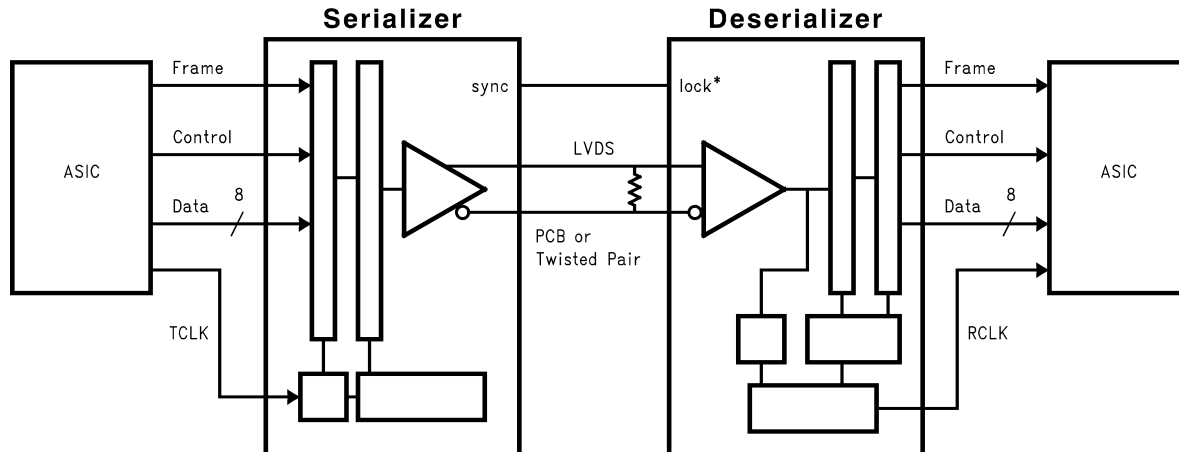 Serializer
Deserializer
Frame
Control
ASIC
8
Data
TCLK
sync
lock*
LVDS
PCB or
Twisted Pair
Frame
Control
ASIC
8
Data
RCLK